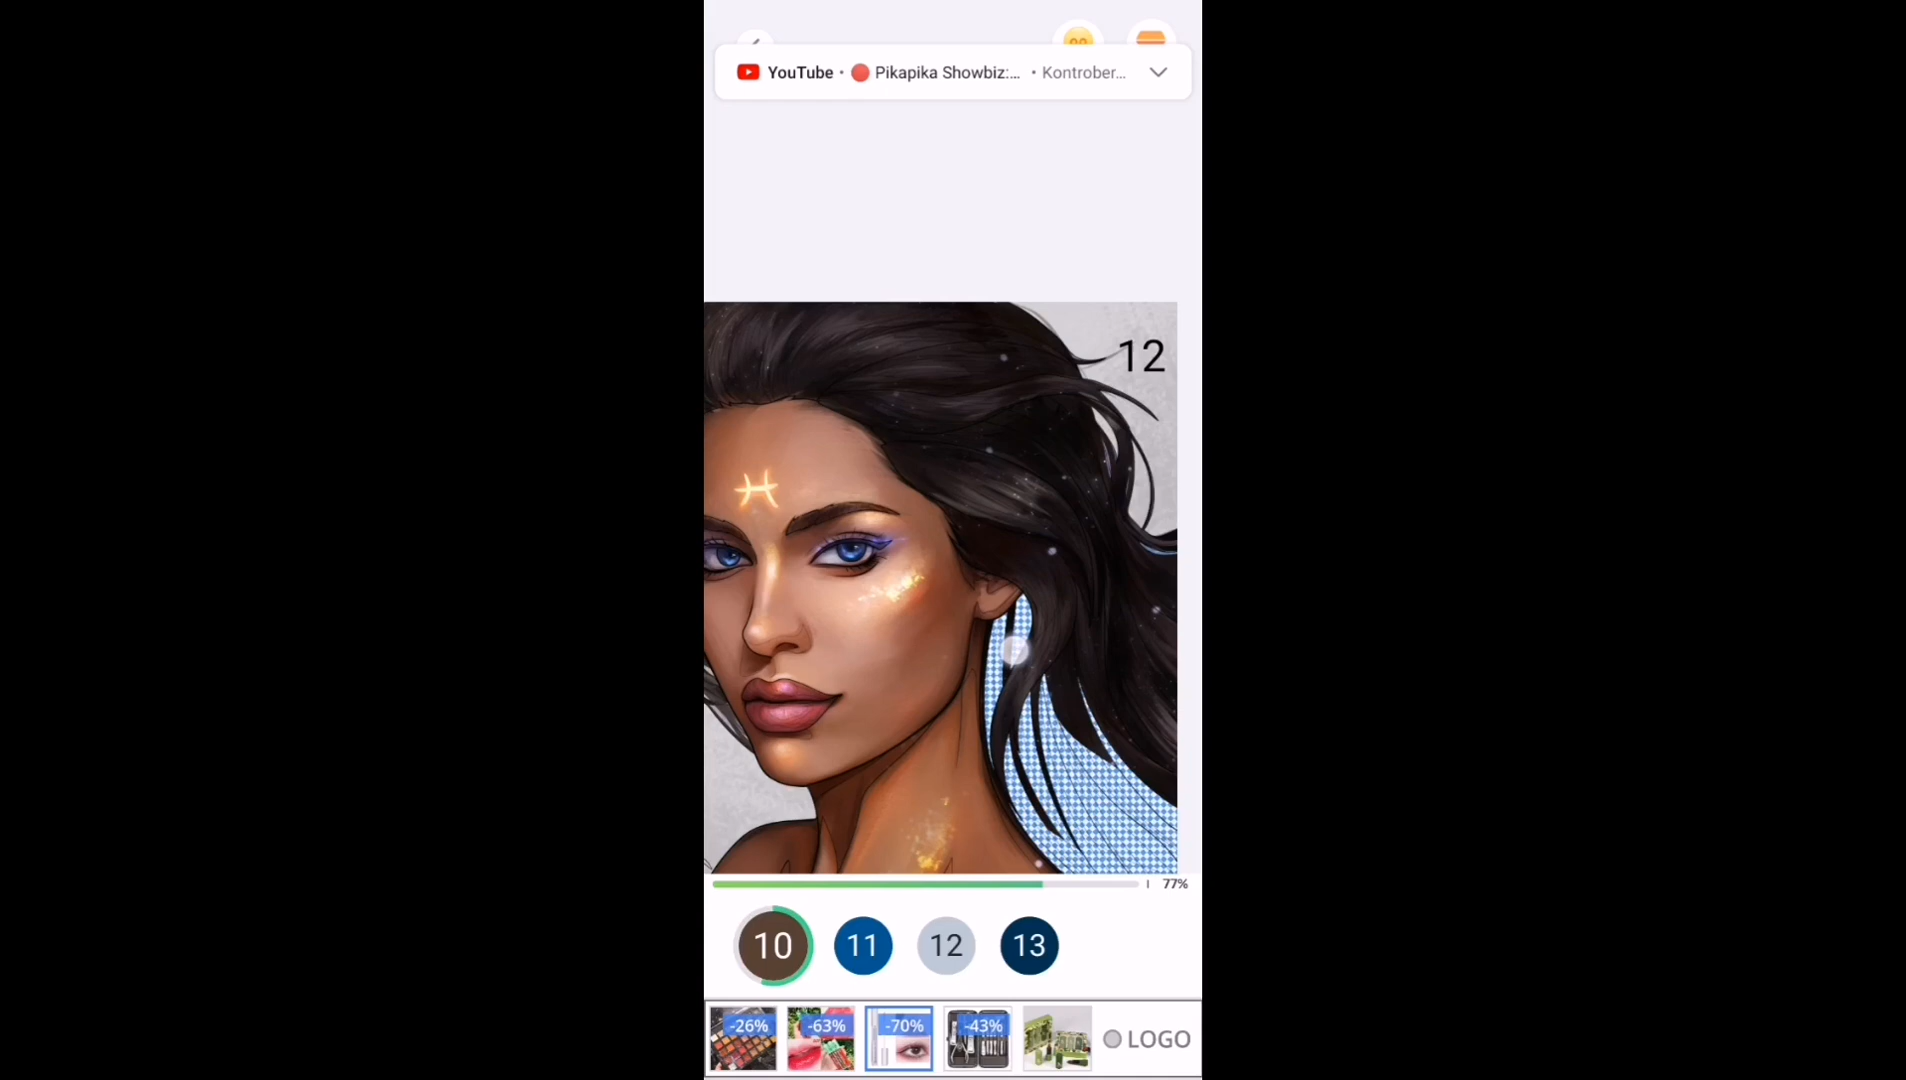 YouTube • 🔴 Pikapika Showbiz:... • Kontrober...
12
77%
10 11 12 13
-26% -63% -70% -43% LOGO